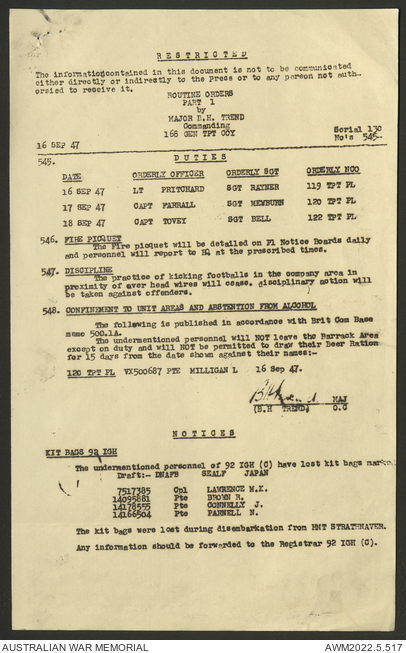 RESTRICTED
The information contained in this document is not to be communicated
either directly or indirectly to the Press or to any person not auth-
orsied to receive it.
ROUTINE ORDERS
PART 1
by
MAJOR B.H. TREND
Commanding
168 GEN TPT COY
Serial 130
No's 545-
16 SEP 47
545. DUTIES
DATE ORDERLY OFFICER ORDERLY SGT ORDERLY NCO
16 SEP 47 LT PRITCHARD SGT RAYNER 119 TPT PL
17 SEP 47 CAPT FARRALL SGT MEWBURN 120 TPT PL
18 SEP 47 CAPT TOVEY SGT BELL 122 TPT PL
546. FIRE PICQUET
The Fire picquet will be detailed on Pl Notice Boards daily
and personnel will report to HQ at the prescribed times.
547. DISCIPLINE
The practice of kicking footballs in the company area in
proximity of over head wires will cease. disciplinary action will
be taken against offenders.
548. CONFINEMENT TO UNIT AREAS AND ABSTENTION FROM ALCOHOL
The following is published in accordance with Brit Com Base
memo 500.1A.
The undermentioned personnel will NOT leave the Barrack Area
except on duty and will NOT be permitted to draw their Beer Ration
for 15 days from the date shown against their names:-
120 TPT PL VX500687 PTE MILLIGAN L 16 Sep 47.
MAJ
(B.H TREND) O.C
NOTICES
KIT BAGS 92 IGH
The undermentioned personnel of 92 IGH (C) have lost kit bags marked
Draft:- DNAFB SEALF JAPAN
7517385 Cpl LAWRENCE M.K.
14095881 Pte BROWN R.
14178555 Pte CONNELLY J.
14166504 Pte PARNELL N.
The kit bags were lost during disembarkation from HMT STRATHNAVER.
Any information should be forwarded to the Registrar 92 IGH (C).
AUSTRALIAN WAR MEMORIAL
AWM2022.5.517